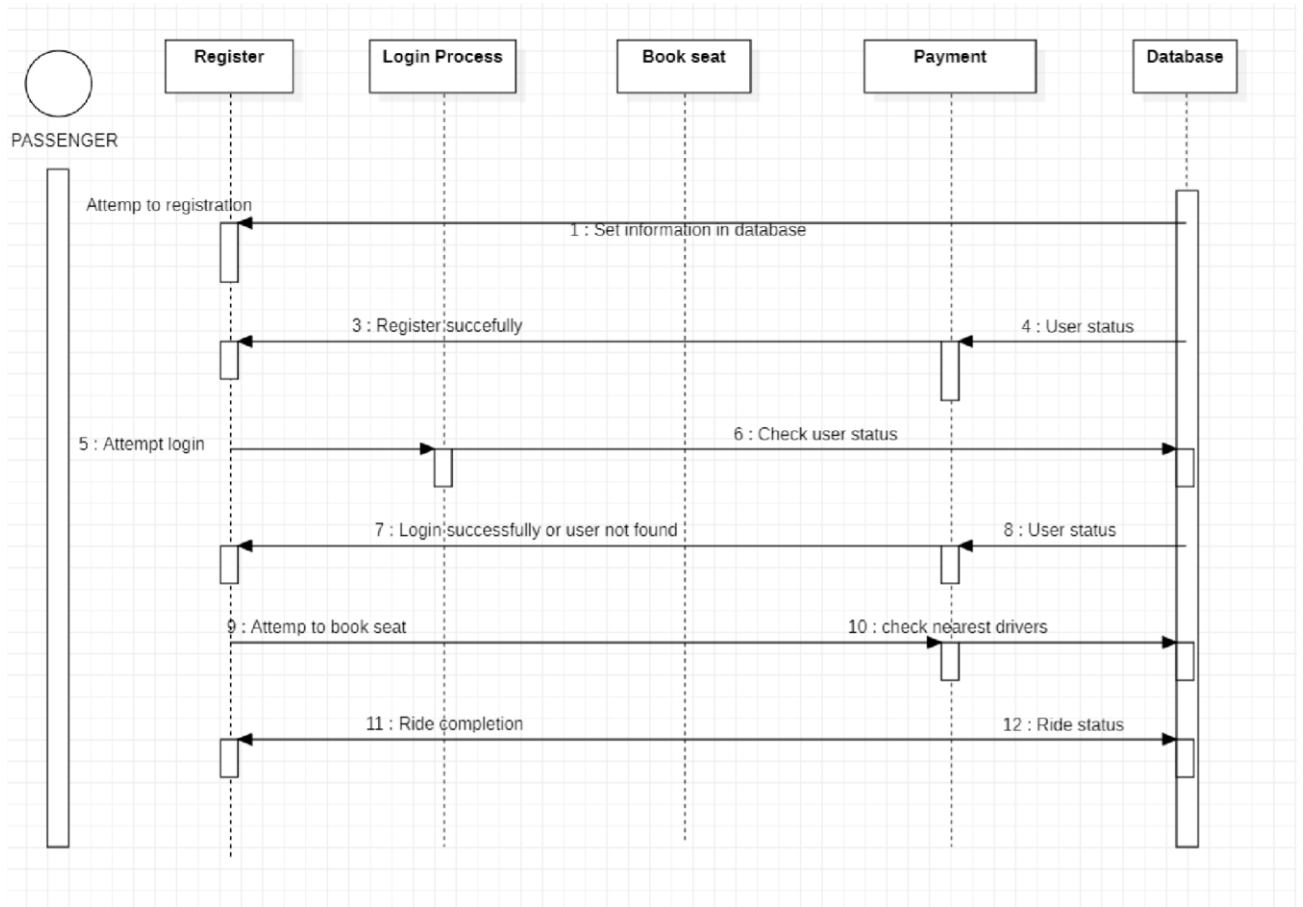 Register
Login Process
Book seat
Payment
Database
PASSENGER
Attemp to registration
1 : Set information in database
3 : Register succefully
4 : User status
5 : Attempt login
6 : Check user status
7 : Login successfully or user not found
8 : User status
9 : Attemp to book seat
10 : check nearest drivers
11 : Ride completion
12 : Ride status